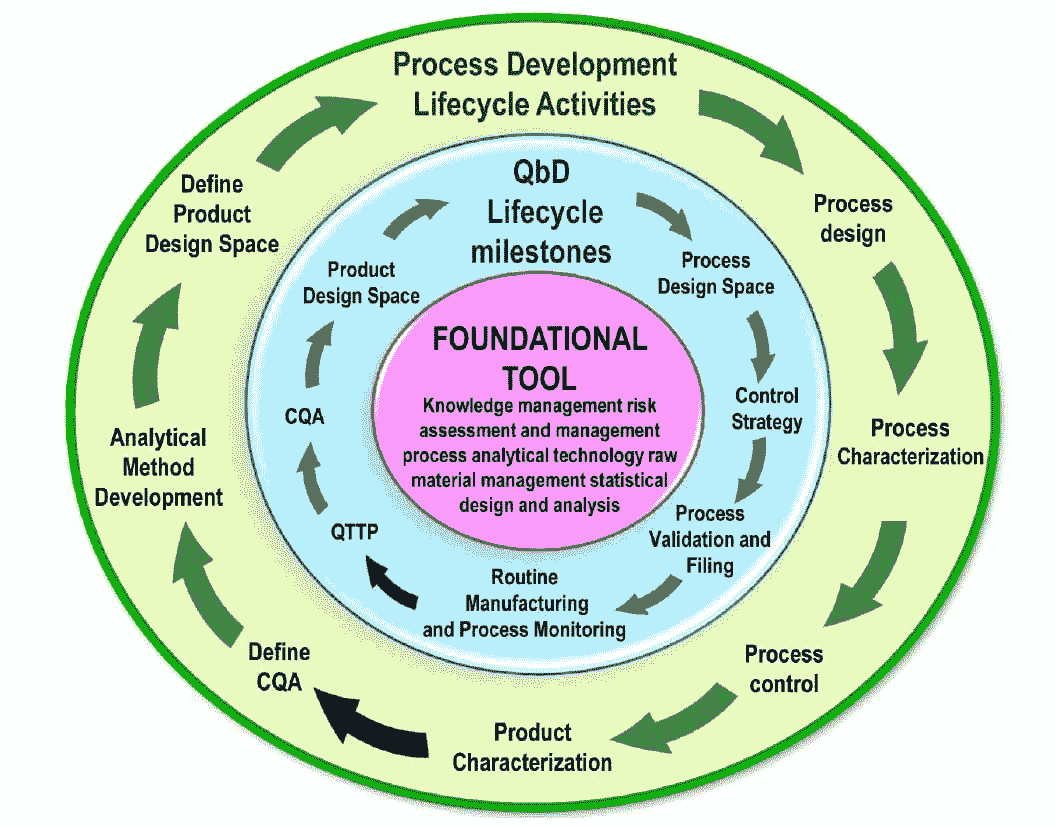 Process Development
Lifecycle Activities
Process
design
Process
Characterization
Process
control
Product
Characterization
Define
CQA
Analytical
Method
Development
Define
Product
Design Space
QbD
Lifecycle
milestones
Process
Design Space
Control
Strategy
Process
Validation and
Filing
Routine
Manufacturing
and Process Monitoring
QTTP
CQA
Product
Design Space
FOUNDATIONAL
TOOL
Knowledge management risk
assessment and management
process analytical technology raw
material management statistical
design and analysis